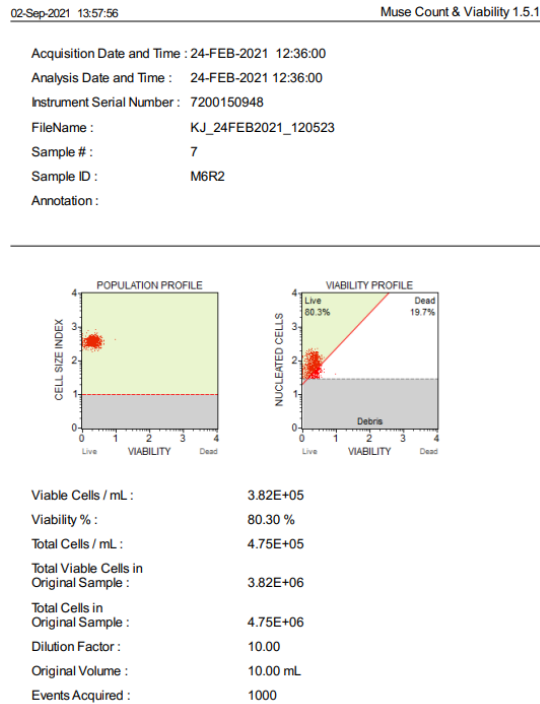 02-Sep-2021 13:57:56 Muse Count & Viability 1.5.1
Acquisition Date and Time : 24-FEB-2021 12:36:00
Analysis Date and Time : 24-FEB-2021 12:36:00
Instrument Serial Number : 7200150948
FileName : KJ_24FEB2021_120523
Sample # : 7
Sample ID : M6R2
Annotation :
POPULATION PROFILE
CELL SIZE INDEX
4
3
2
1
0
0 1 2 3 4
Live VIABILITY Dead
VIABILITY PROFILE
NUCLEATED CELLS
4
3
2
1
0
Live Dead
80.3% 19.7%
Debris
0 1 2 3 4
Live VIABILITY Dead
Viable Cells / mL : 3.82E+05
Viability % : 80.30 %
Total Cells / mL : 4.75E+05
Total Viable Cells in
Original Sample : 3.82E+06
Total Cells in
Original Sample : 4.75E+06
Dilution Factor : 10.00
Original Volume : 10.00 mL
Events Acquired : 1000